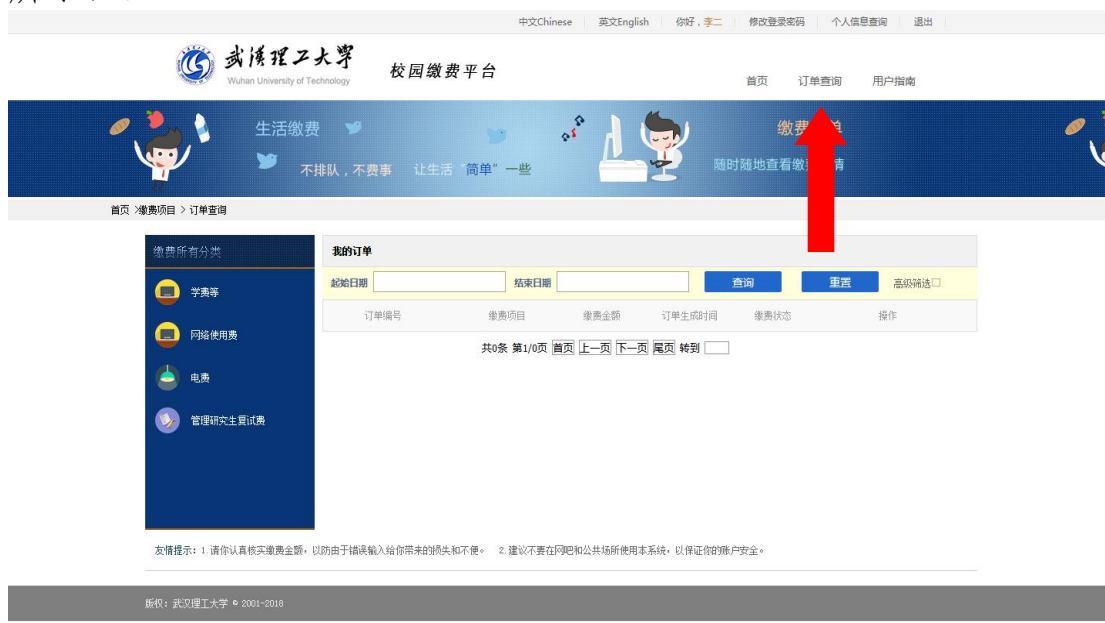 中文Chinese 英文English 你好，李二 修改登录密码 个人信息查询 退出
武汉理工大学 校园缴费平台
Wuhan University of Technology
首页 订单查询 用户指南
生活缴费
不排队，不费事 让生活“简单”一些
随时随地查看缴
首页 >缴费项目 > 订单查询
缴费所有分类
学费等
网络使用费
电费
管理研究生复试费
我的订单
起始日期 结束日期 查询 重置 高级筛选
订单编号 缴费项目 缴费金额 订单生成时间 缴费状态 操作
共0条 第1/0页 首页 上一页 下一页 尾页 转到
友情提示：1.请你认真核实缴费金额，以防由于错误输入给你带来的损失和不便。 2.建议不要在网吧和公共场所使用本系统，以保证你的账户安全。
版权：武汉理工大学 © 2001-2018